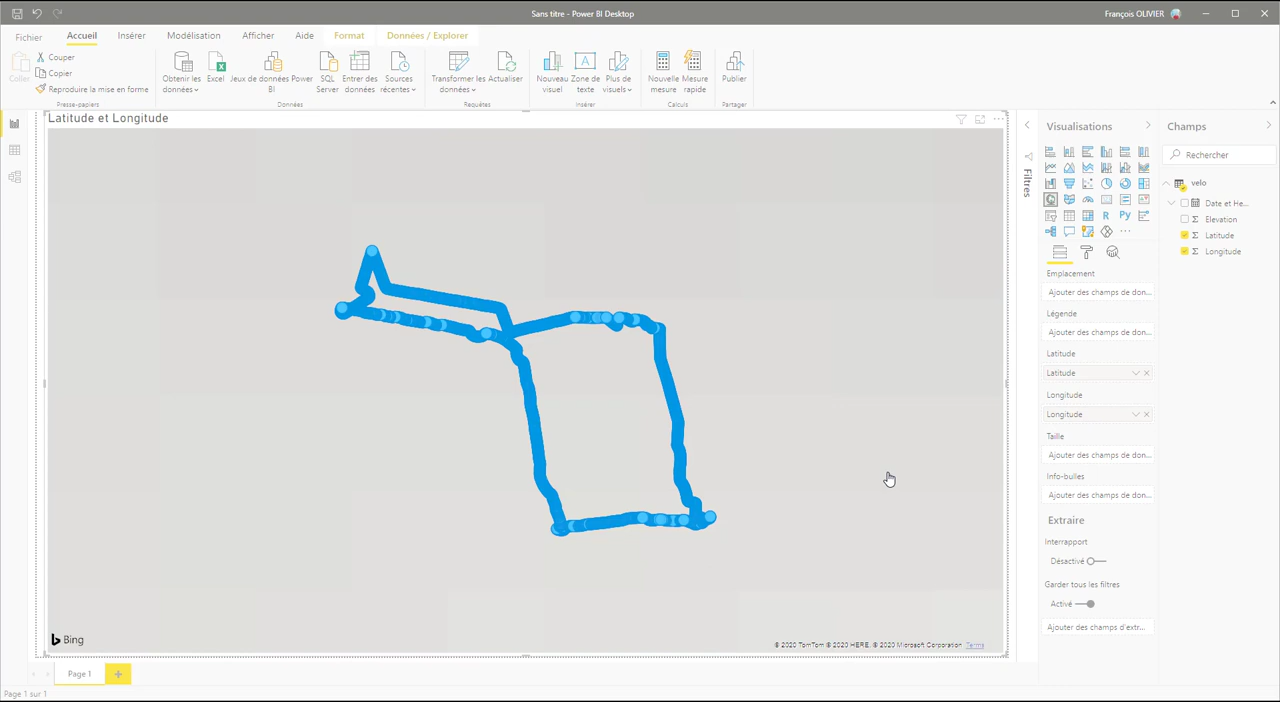 Sans titre - Power BI Desktop
François OLIVIER
Fichier
Accueil
Insérer
Modélisation
Afficher
Aide
Format
Données / Explorer
Coller
Couper
Copier
Reproduire la mise en forme
Presse-papiers
Obtenir les données
Excel
Jeux de données Power BI
SQL Server
Entrer des données
Sources récentes
Données
Transformer les données
Actualiser
Requêtes
Nouveau visuel
Zone de texte
Plus de visuels
Insérer
Nouvelle mesure
Mesure rapide
Calculs
Publier
Partager
Latitude et Longitude
Bing
© 2020 TomTom © 2020 HERE, © 2020 Microsoft Corporation Terms
Filtres
Visualisations
R
Py
Emplacement
Ajouter des champs de don...
Légende
Ajouter des champs de don...
Latitude
Latitude
Longitude
Longitude
Taille
Ajouter des champs de don...
Info-bulles
Ajouter des champs de don...
Extraire
Interrapport
Désactivé
Garder tous les filtres
Activé
Ajouter des champs d'extr...
Champs
Rechercher
velo
Date et He...
Σ Elevation
Σ Latitude
Σ Longitude
Page 1
+
Page 1 sur 1